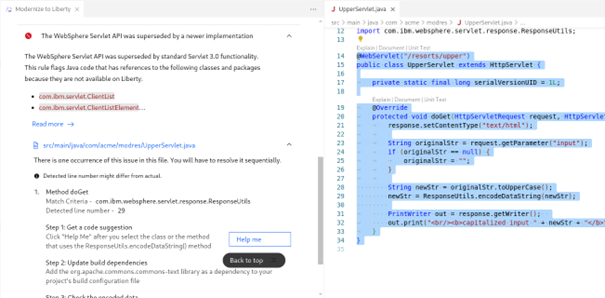 Modernize to Liberty
The WebSphere Servlet API was superseded by a newer implementation
The WebSphere Servlet API was superseded by standard Servlet 3.0 functionality.
This rule flags Java code that has references to the following classes and packages
because they are not available on Liberty.
com.ibm.servlet.ClientList
com.ibm.servlet.ClientListElement...
Read more →
src/main/java/com/acme/modres/UpperServlet.java
There is one occurrence of this issue in this file. You will have to resolve it sequentially.
Detected line number might differ from actual.
1. Method doGet
Match Criteria - com.ibm.websphere.servlet.response.ResponseUtils
Detected line number - 29
Step 1: Get a code suggestion
Click "Help Me" after you select the class or the method
that uses the ResponseUtils.encodeDataString() method
Help me
Back to top
Step 2: Update build dependencies
Add the org.apache.commons.commons-text library as a dependency to your
project's build configuration file
Step 3: Check the encoded data
UpperServlet.java
src > main > java > com > acme > modres > UpperServlet.java > ...
12 import com.ibm.websphere.servlet.response.ResponseUtils;
13
Explain | Document | Unit Test
14 @WebServlet("/resorts/upper")
15 public class UpperServlet extends HttpServlet {
16
17 private static final long serialVersionUID = 1L;
18
Explain | Document | Unit Test
19 @Override
20 protected void doGet(HttpServletRequest request, HttpServlet
21 response.setContentType("text/html");
22
23 String originalStr = request.getParameter("input");
24 if (originalStr == null) {
25 originalStr = "";
26 }
27
28 String newStr = originalStr.toUpperCase();
29 newStr = ResponseUtils.encodeDataString(newStr);
30
31 PrintWriter out = response.getWriter();
32 out.print("<br/><b>capitalized input " + newStr + "</b>"
33 }
34 }
35